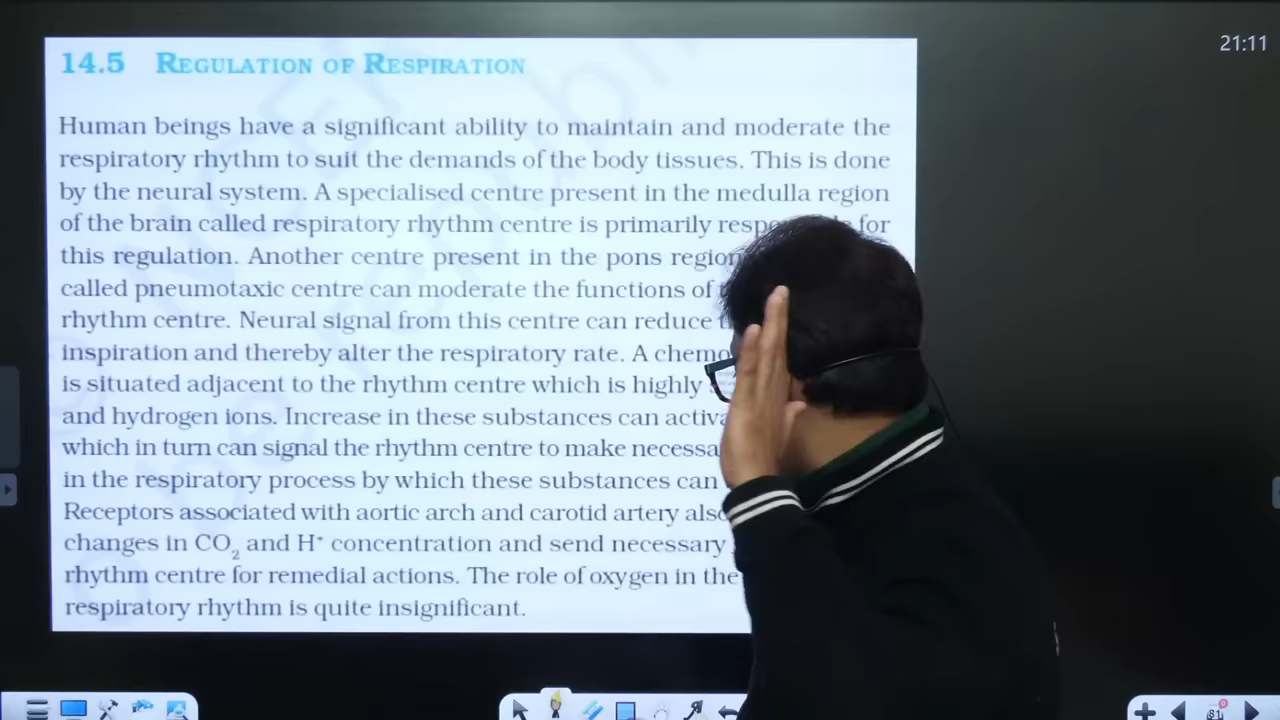 21:11
14.5 REGULATION OF RESPIRATION
Human beings have a significant ability to maintain and moderate the
respiratory rhythm to suit the demands of the body tissues. This is done
by the neural system. A specialised centre present in the medulla region
of the brain called respiratory rhythm centre is primarily for
this regulation. Another centre present in the pons region
called pneumotaxic centre can moderate the functions of
rhythm centre. Neural signal from this centre can reduce
inspiration and thereby alter the respiratory rate. A
is situated adjacent to the rhythm centre which is highly
and hydrogen ions. Increase in these substances can
which in turn can signal the rhythm centre to make
in the respiratory process by which these substances can
Receptors associated with aortic arch and carotid artery
changes in CO₂ and H⁺ concentration and send necessary
rhythm centre for remedial actions. The role of oxygen in the
respiratory rhythm is quite insignificant.
81